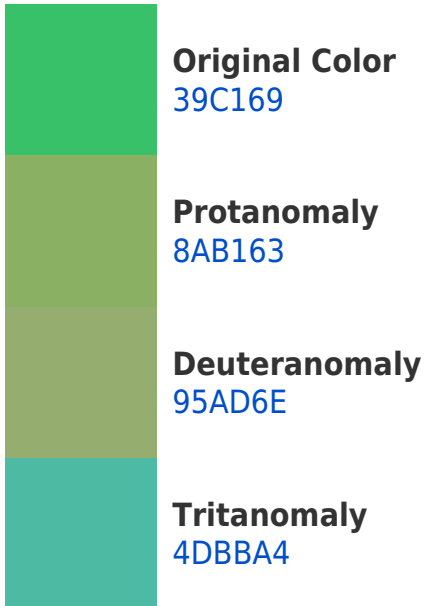 Original Color
39C169
Protanomaly
8AB163
Deuteranomaly
95AD6E
Tritanomaly
4DBBA4